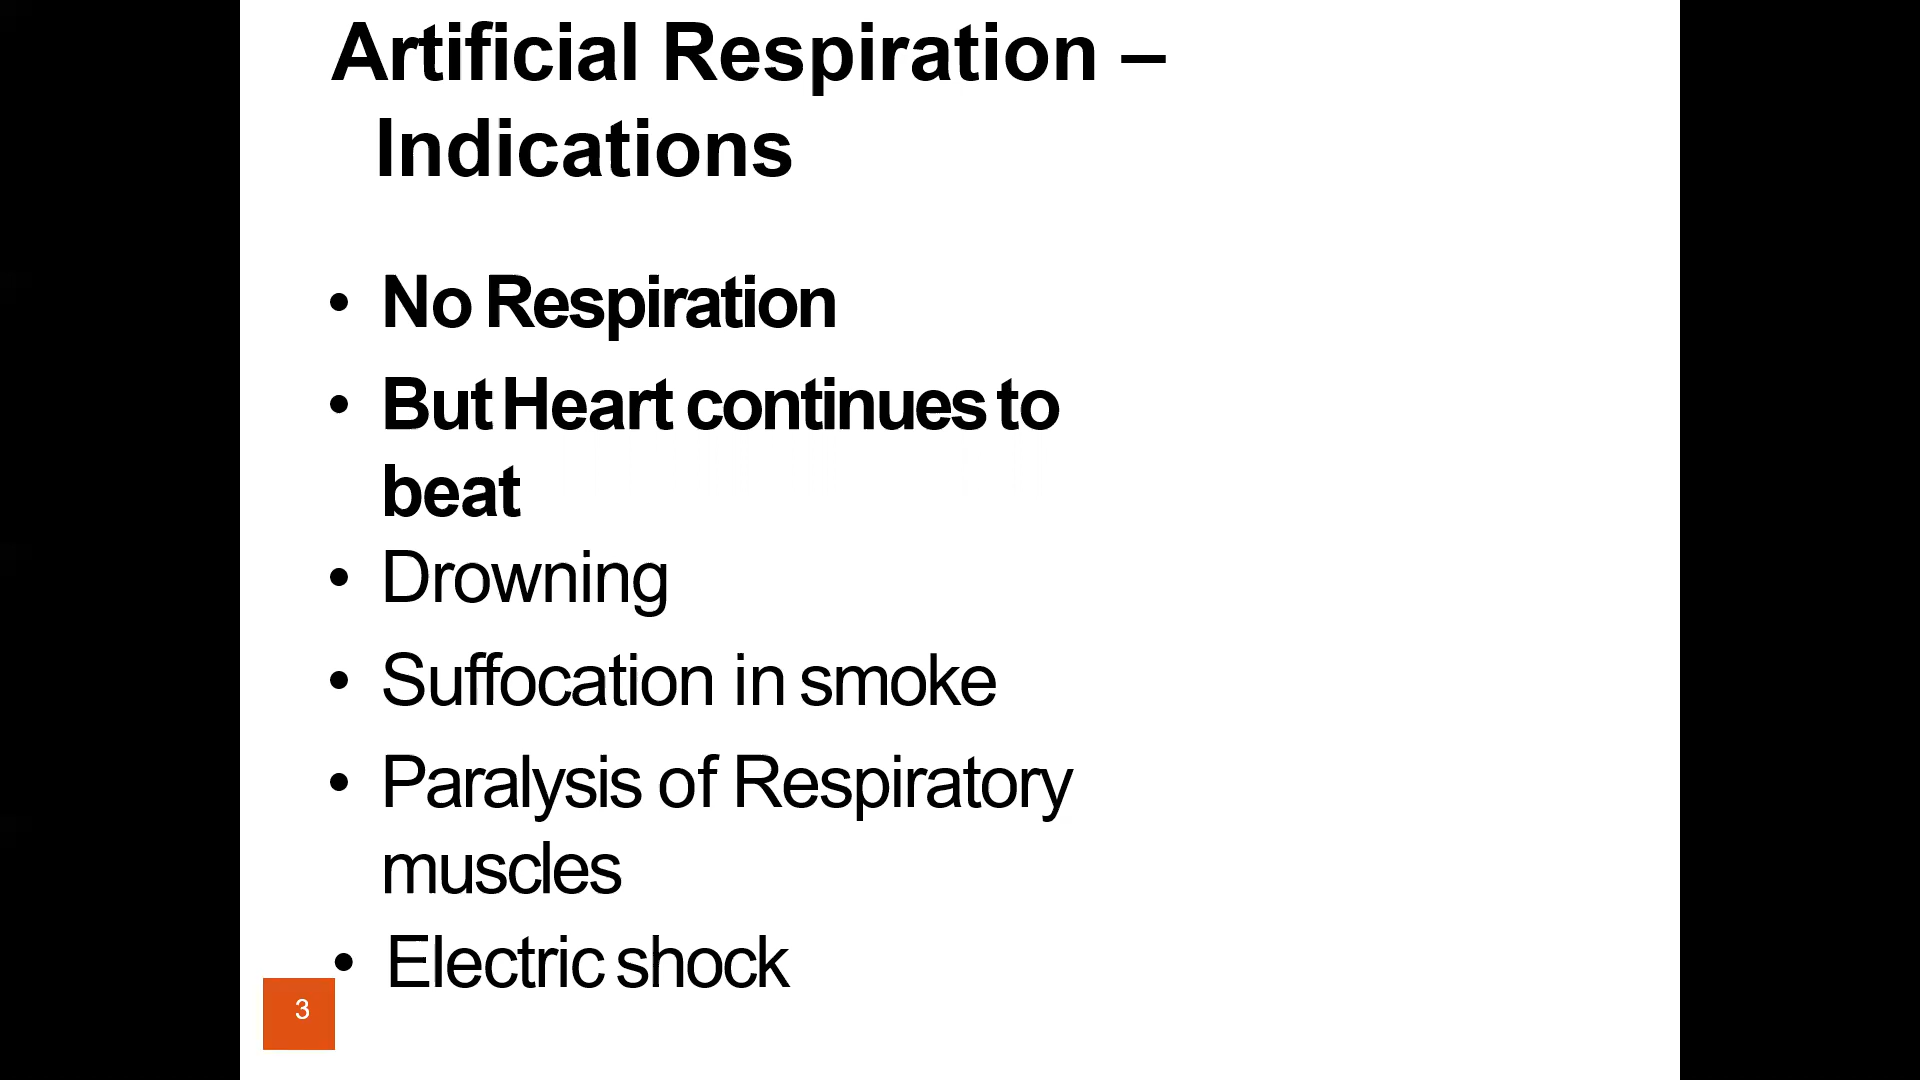 Artificial Respiration –
Indications
• No Respiration
• But Heart continues to
beat
• Drowning
• Suffocation in smoke
• Paralysis of Respiratory
muscles
• Electric shock
3